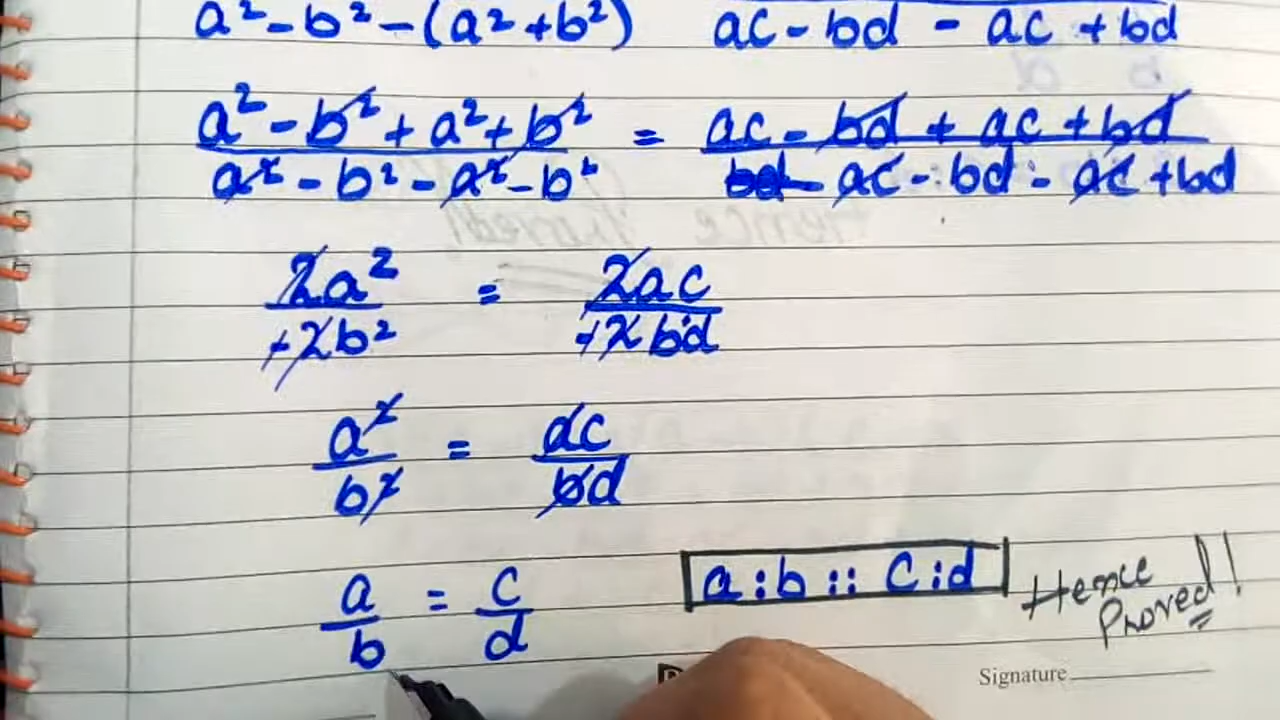 a² - b² - (a² + b²) ac - bd - ac + bd
a² - b² + a² + b² = ac - bd + ac + bd
a² - b² - a² - b² ac - bd - ac + bd
2a² = 2ac
+2b² +2bd
a² = ac
b² bd
a = c
b d
a : b :: c : d
Hence
Proved!
Signature